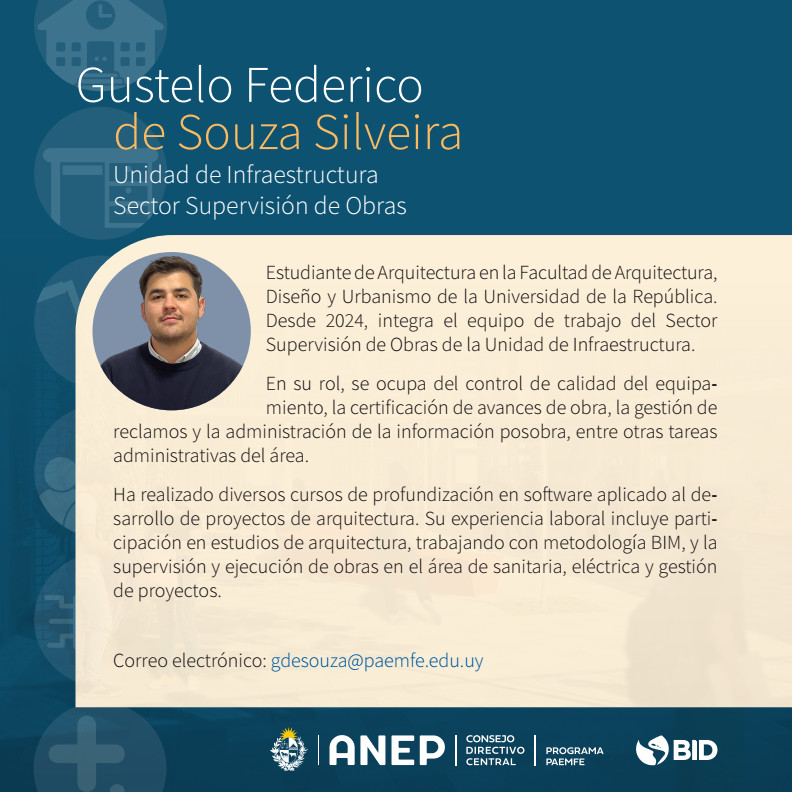 Gustelo Federico
de Souza Silveira
Unidad de Infraestructura
Sector Supervisión de Obras
Estudiante de Arquitectura en la Facultad de Arquitectura,
Diseño y Urbanismo de la Universidad de la República.
Desde 2024, integra el equipo de trabajo del Sector
Supervisión de Obras de la Unidad de Infraestructura.
En su rol, se ocupa del control de calidad del equipa-
miento, la certificación de avances de obra, la gestión de
reclamos y la administración de la información posobra, entre otras tareas
administrativas del área.
Ha realizado diversos cursos de profundización en software aplicado al de-
sarrollo de proyectos de arquitectura. Su experiencia laboral incluye parti-
cipación en estudios de arquitectura, trabajando con metodología BIM, y la
supervisión y ejecución de obras en el área de sanitaria, eléctrica y gestión
de proyectos.
Correo electrónico: gdesouza@paemfe.edu.uy
ANEP
CONSEJO
DIRECTIVO
CENTRAL
PROGRAMA
PAEMFE
BID